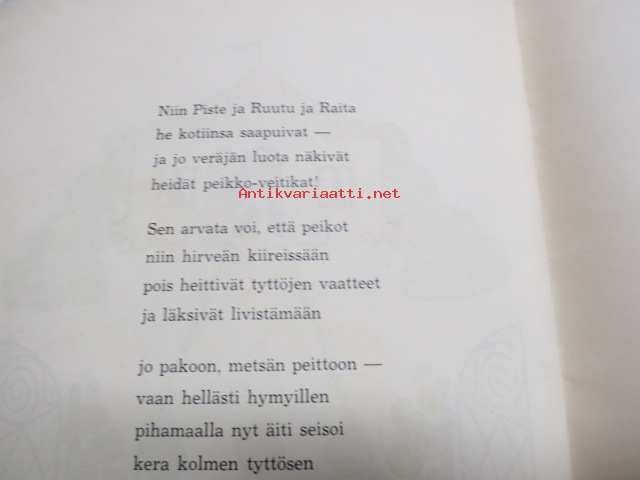 Niin Piste ja Ruutu ja Raita
he kotiinsa saapuivat —
ja jo veräjän luota näkivät
heidät peikko-veitikat!
Antikvariaatti.net
Sen arvata voi, että peikot
niin hirveän kiireissään
pois heittivät tyttöjen vaatteet
ja läksivät livistämään
jo pakoon, metsän peittoon —
vaan hellästi hymyillen
pihamaalla nyt äiti seisoi
kera kolmen tyttösen